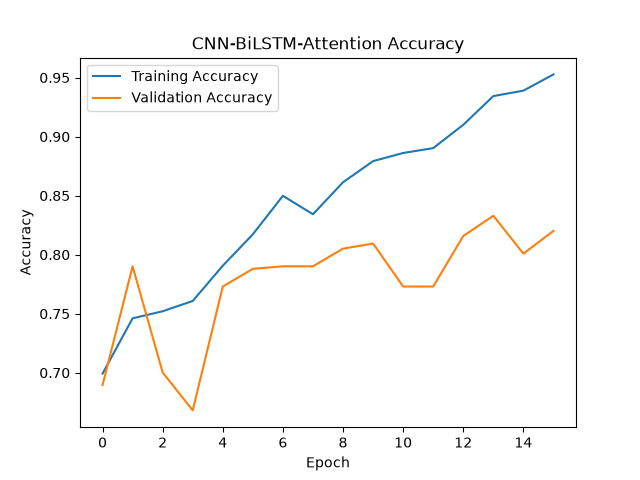 CNN-BiLSTM-Attention Accuracy
Training Accuracy
Validation Accuracy
0.95
0.90
0.85
0.80
0.75
0.70
Accuracy
0 2 4 6 8 10 12 14
Epoch